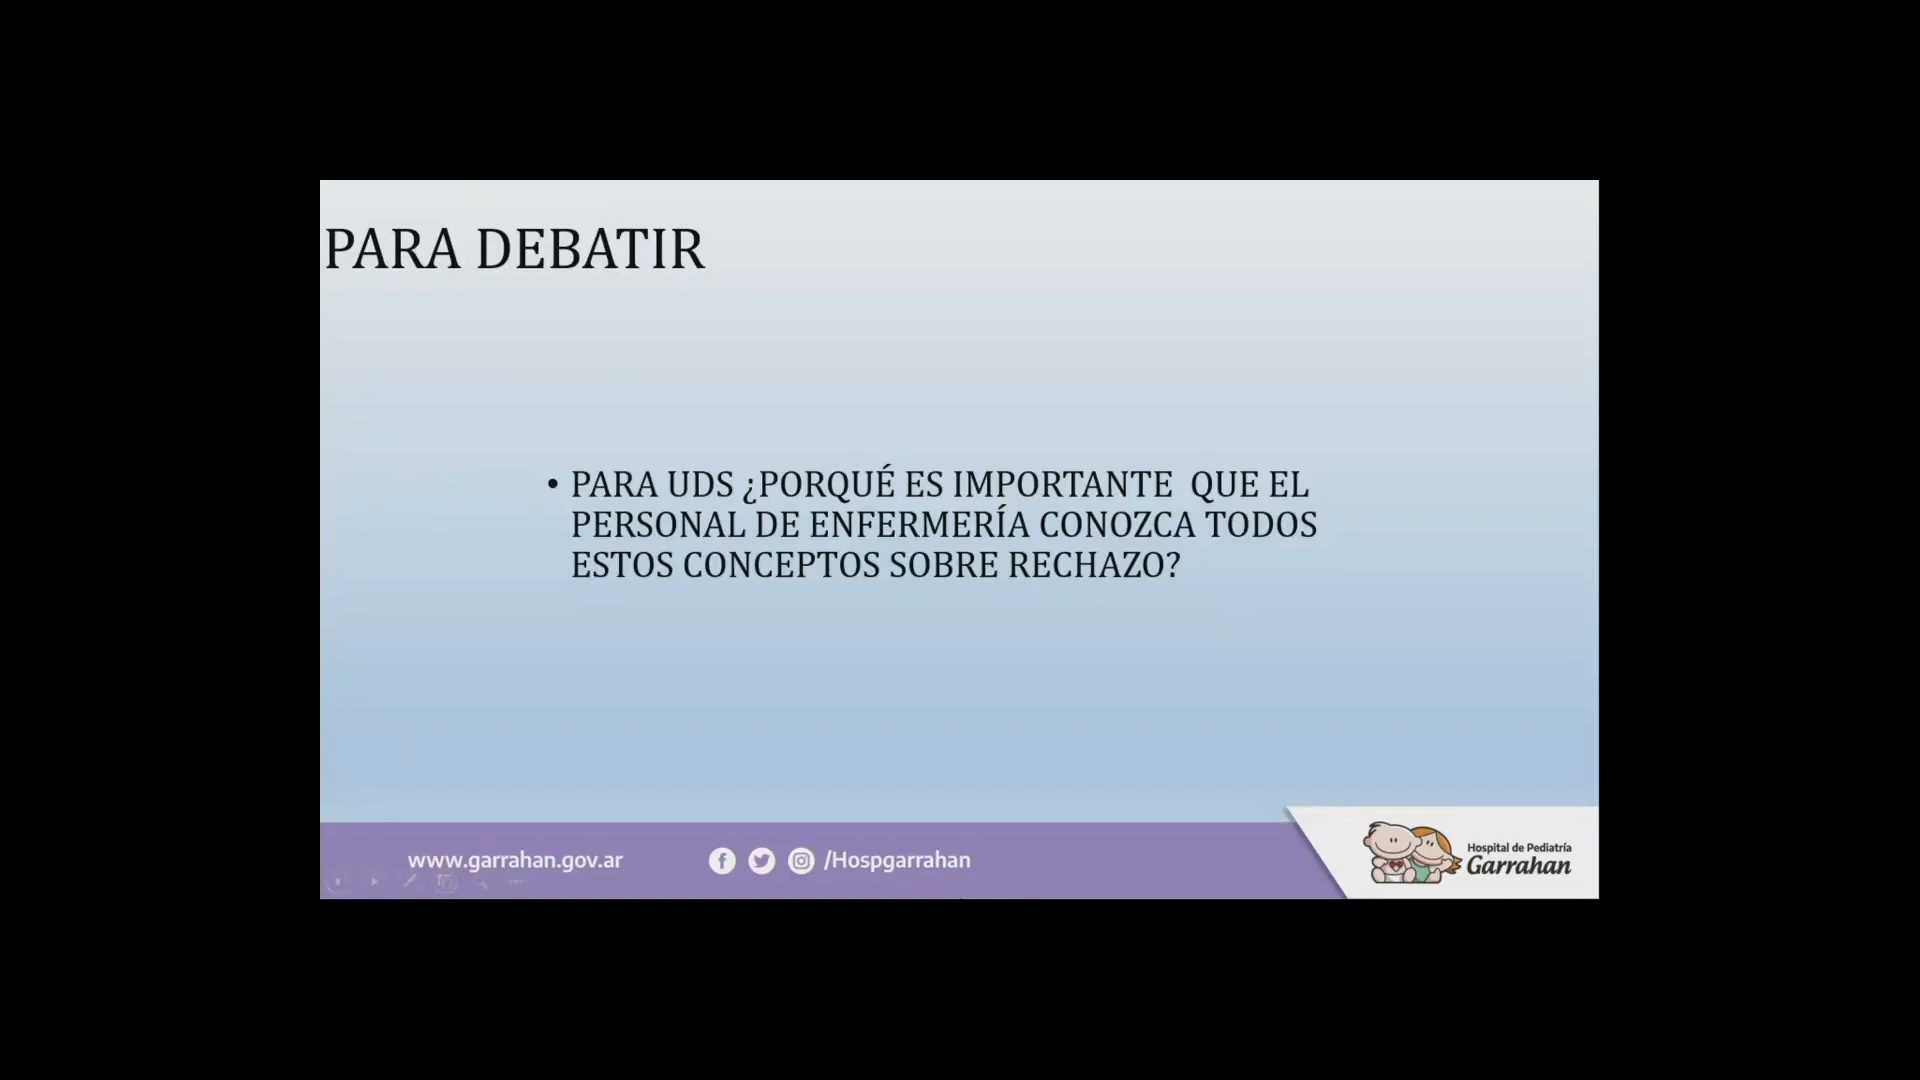 PARA DEBATIR
• PARA UDS ¿PORQUÉ ES IMPORTANTE  QUE EL
PERSONAL DE ENFERMERÍA CONOZCA TODOS
ESTOS CONCEPTOS SOBRE RECHAZO?
www.garrahan.gov.ar
/Hospgarrahan
Hospital de Pediatría
Garrahan